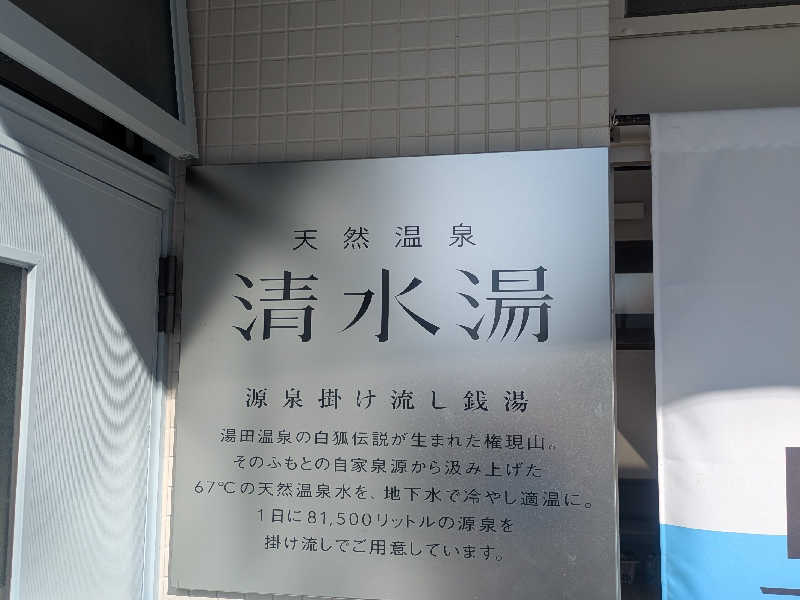 天然温泉
清水湯
源泉掛け流し銭湯
湯田温泉の白狐伝説が生まれた権現山。
そのふもとの自家泉源から汲み上げた
67℃の天然温泉水を、地下水で冷やし適温に。
1日に81,500リットルの源泉を
掛け流しでご用意しています。